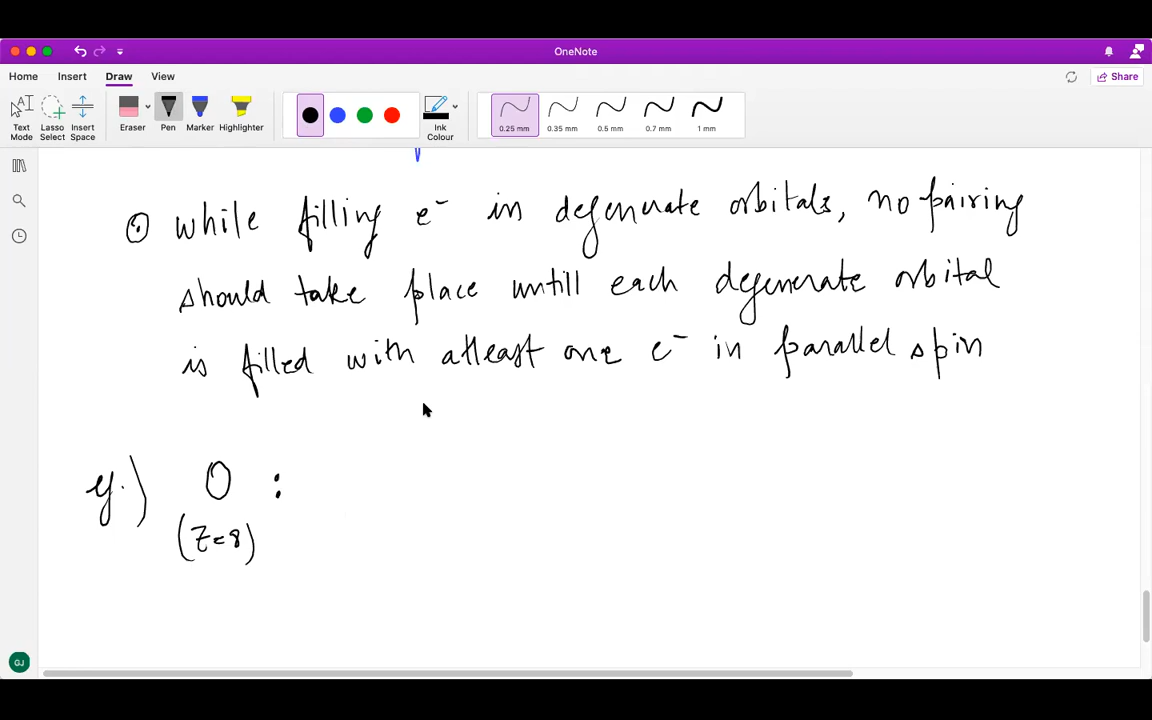 OneNote
Home Insert Draw View
Share
Text Mode
Lasso Select
Insert Space
Eraser
Pen
Marker
Highlighter
Ink Colour
0.25 mm
0.35 mm
0.5 mm
0.7 mm
1 mm
while filling e⁻ in degenerate orbitals, no pairing
should take place untill each degenerate orbital
is filled with atleast one e⁻ in parallel spin
eg.) O :
(Z=8)
GJ